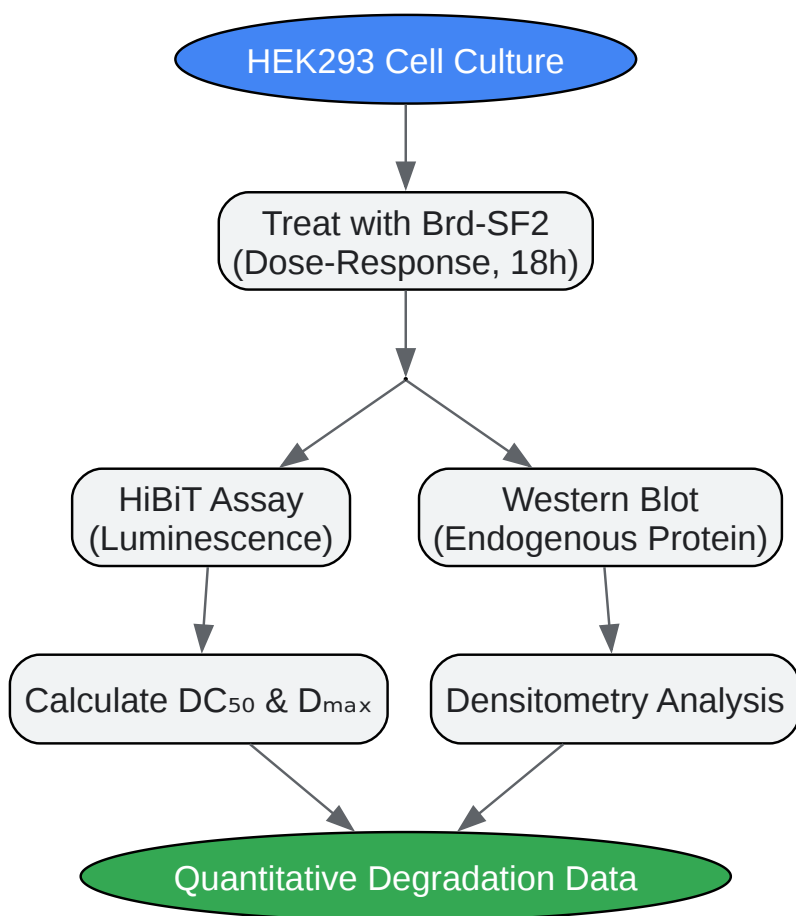 HEK293 Cell Culture
Treat with Brd-SF2
(Dose-Response, 18h)
HiBiT Assay
(Luminescence)
Western Blot
(Endogenous Protein)
Calculate DC₅₀ & Dₘₐₓ
Densitometry Analysis
Quantitative Degradation Data